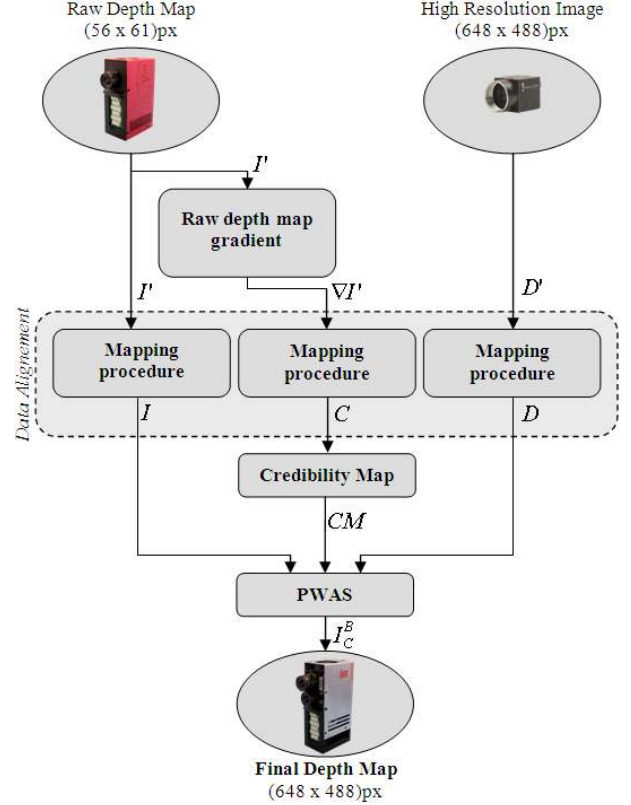 Raw Depth Map
(56 x 61)px
High Resolution Image
(648 x 488)px
I'
Raw depth map
gradient
I'
∇I'
D'
Data Alignement
Mapping
procedure
Mapping
procedure
Mapping
procedure
I
C
D
Credibility Map
CM
PWAS
I_C^B
Final Depth Map
(648 x 488)px